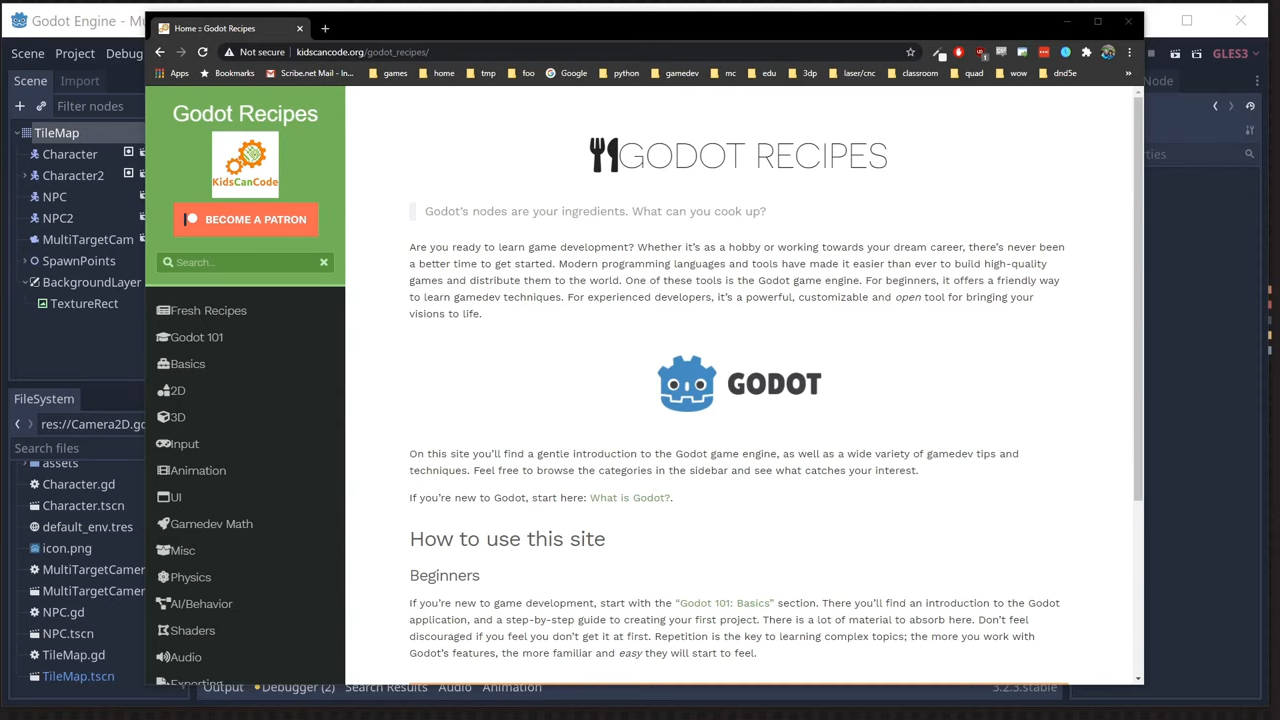 Godot Engine - Mu
Home :: Godot Recipes
Not secure kidscancode.org/godot_recipes/
Apps Bookmarks Scribe.net Mail - In... games home tmp foo Google python gamedev mc edu 3dp laser/cnc classroom quad wow dnd5e »
Scene Project Debug
GLES3
Scene Import
Node
Filter nodes
TileMap
Character
Character2
NPC
NPC2
MultiTargetCam
SpawnPoints
BackgroundLayer
TextureRect
FileSystem
res://Camera2D.gd
Search files
assets
Character.gd
Character.tscn
default_env.tres
icon.png
MultiTargetCamer
MultiTargetCamer
NPC.gd
NPC.tscn
TileMap.gd
TileMap.tscn
Godot Recipes
KidsCanCode
BECOME A PATRON
Search...
Fresh Recipes
Godot 101
Basics
2D
3D
Input
Animation
UI
Gamedev Math
Misc
Physics
AI/Behavior
Shaders
Audio
Exporting
GODOT RECIPES
Godot's nodes are your ingredients. What can you cook up?
Are you ready to learn game development? Whether it's as a hobby or working towards your dream career, there's never been
a better time to get started. Modern programming languages and tools have made it easier than ever to build high-quality
games and distribute them to the world. One of these tools is the Godot game engine. For beginners, it offers a friendly way
to learn gamedev techniques. For experienced developers, it's a powerful, customizable and open tool for bringing your
visions to life.
GODOT
On this site you'll find a gentle introduction to the Godot game engine, as well as a wide variety of gamedev tips and
techniques. Feel free to browse the categories in the sidebar and see what catches your interest.
If you're new to Godot, start here: What is Godot?.
How to use this site
Beginners
If you're new to game development, start with the "Godot 101: Basics" section. There you'll find an introduction to the Godot
application, and a step-by-step guide to creating your first project. There is a lot of material to absorb here. Don't feel
discouraged if you feel you don't get it at first. Repetition is the key to learning complex topics; the more you work with
Godot's features, the more familiar and easy they will start to feel.
perties
Output Debugger (2) Search Results Audio Animation
3.2.3.stable